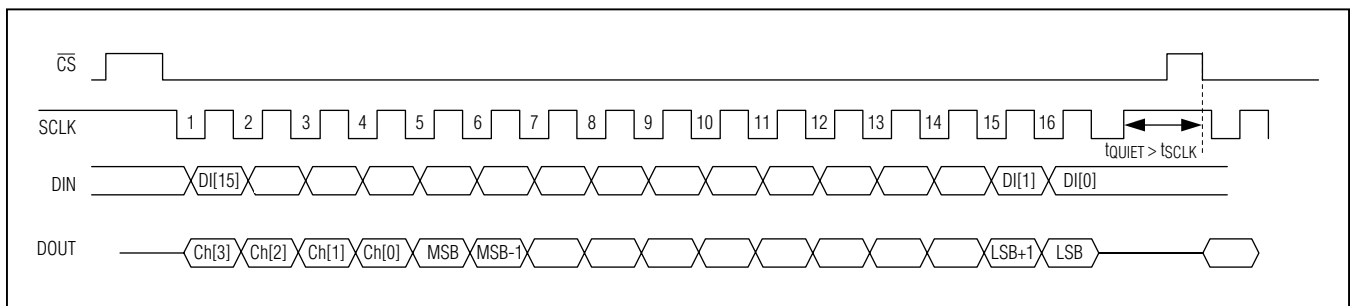 CS
SCLK 1 2 3 4 5 6 7 8 9 10 11 12 13 14 15 16
tQUIET > tSCLK
DIN DI[15] DI[1] DI[0]
DOUT Ch[3] Ch[2] Ch[1] Ch[0] MSB MSB-1 LSB+1 LSB